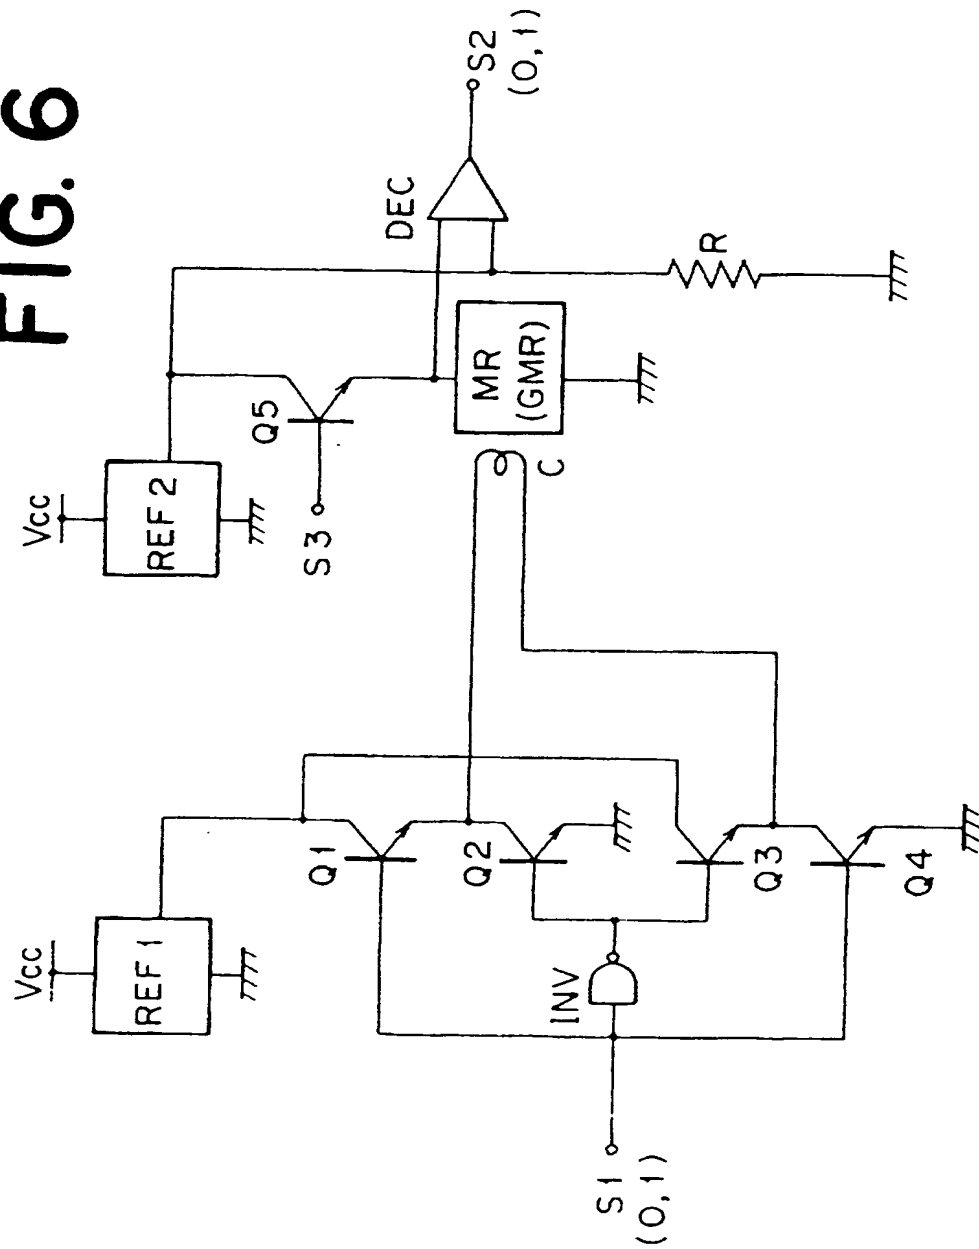 FIG. 6
Vcc
REF 1
Vcc
REF 2
Q1
Q2
Q3
Q4
Q5
S3
INV
S1
(0, 1)
C
MR
(GMR)
DEC
S2
(0, 1)
R